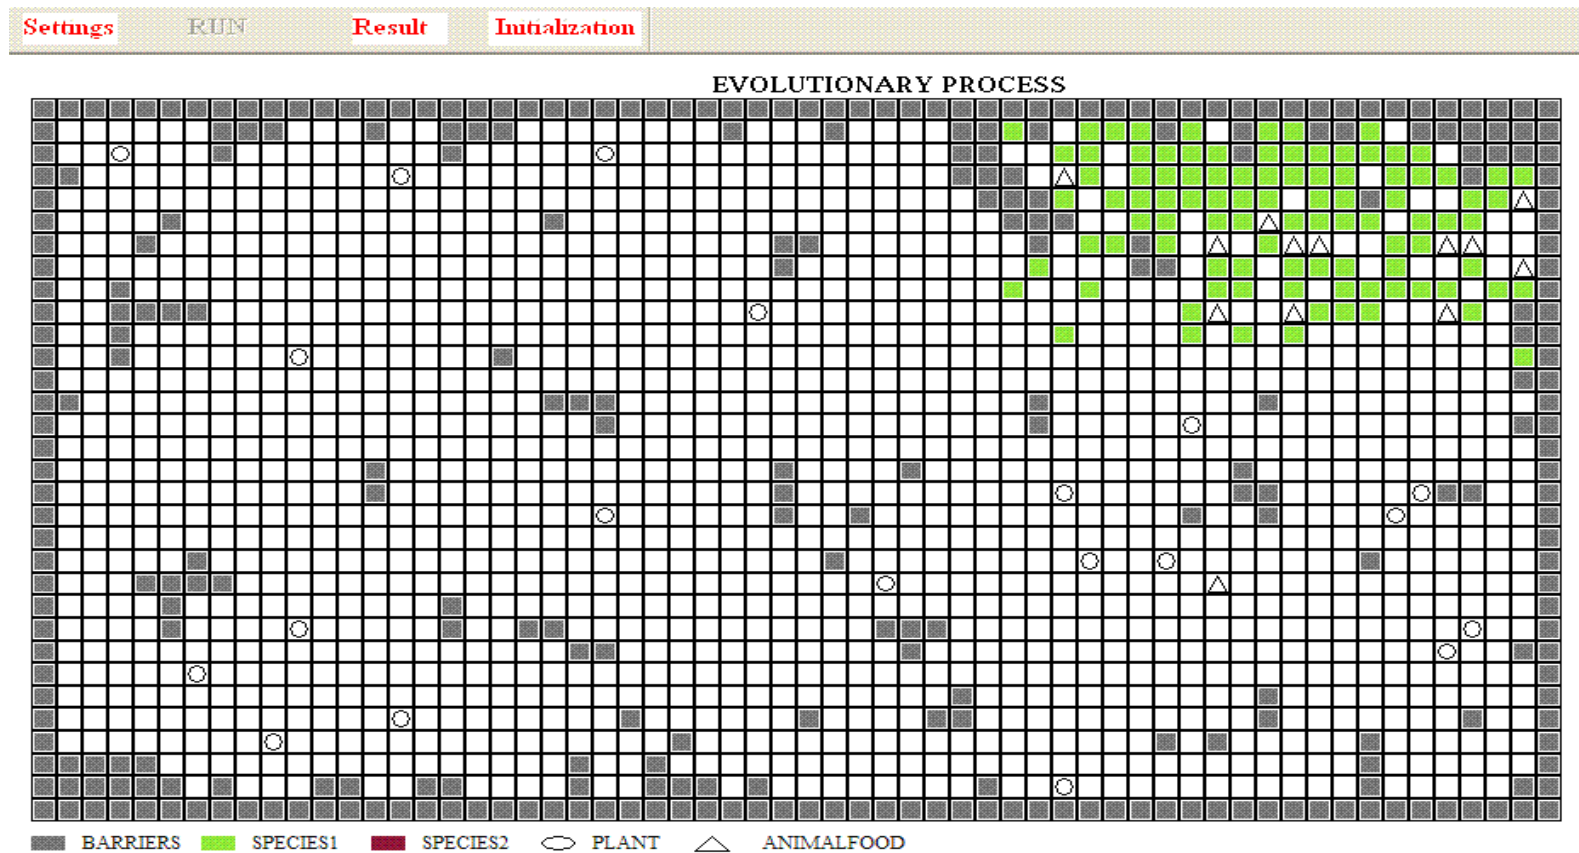 Settings RUN Result Initialization
EVOLUTIONARY PROCESS
BARRIERS SPECIES1 SPECIES2 PLANT ANIMALFOOD